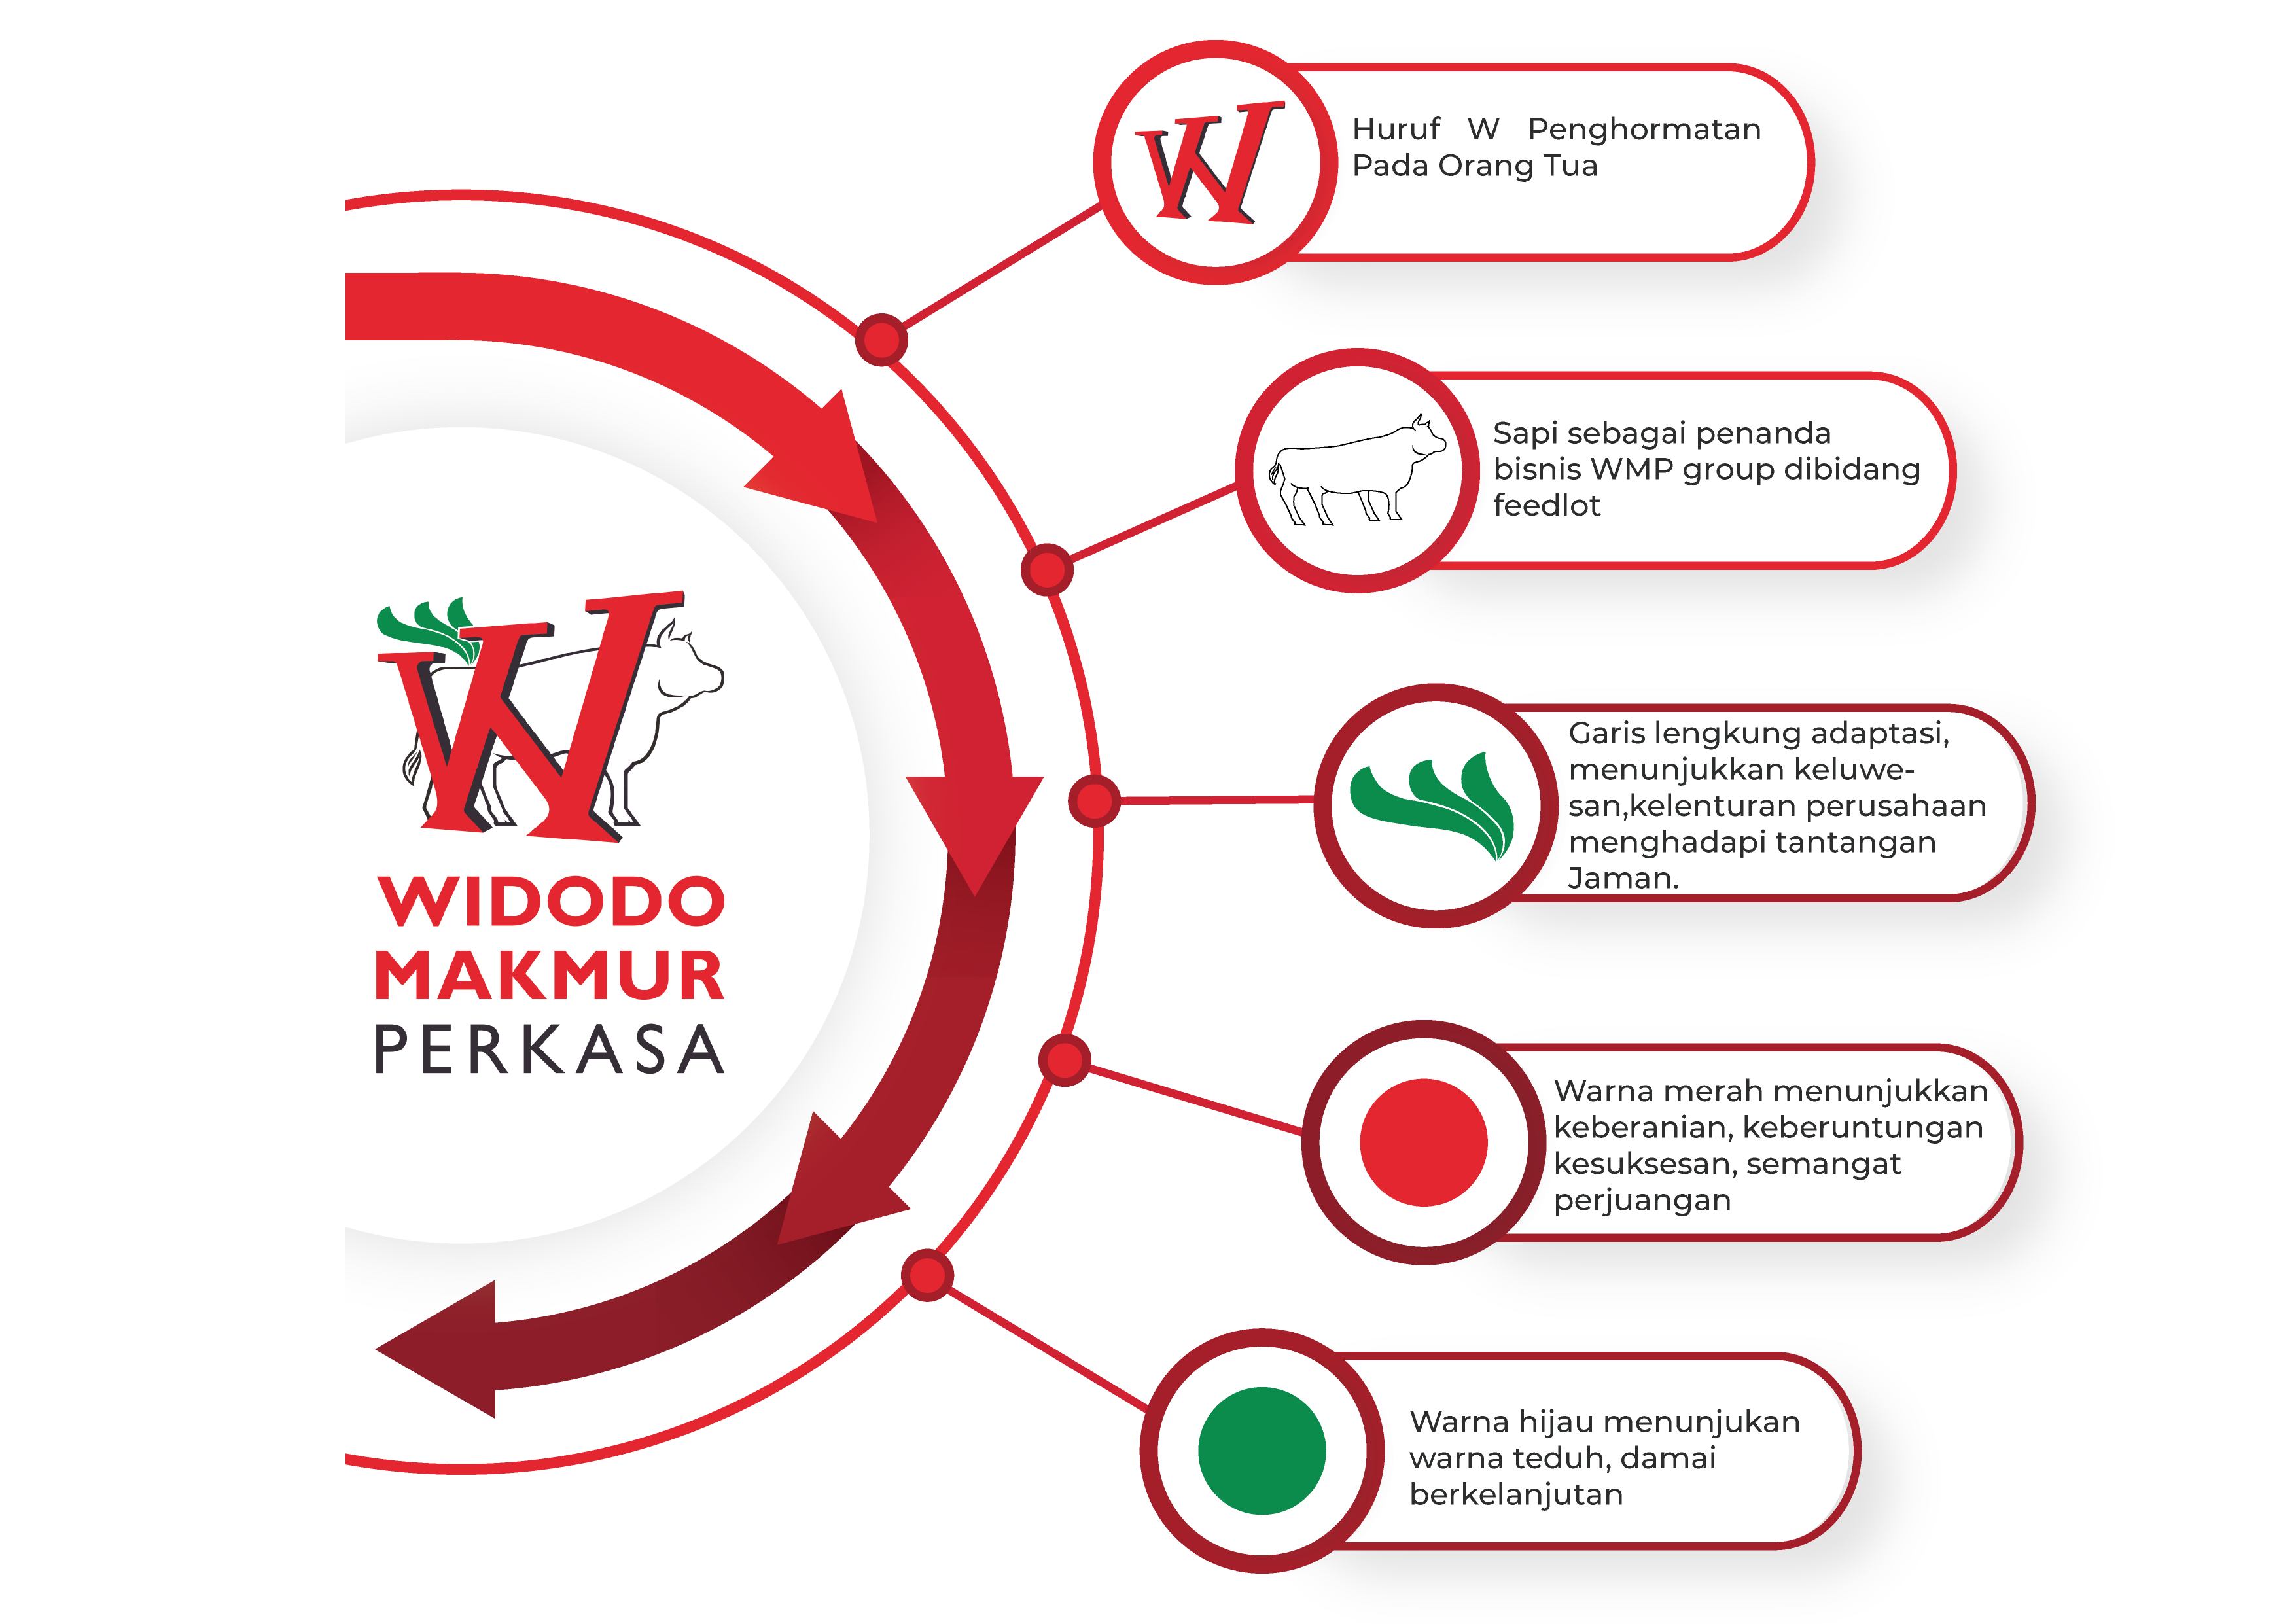 Huruf W Penghormatan
Pada Orang Tua
Sapi sebagai penanda
bisnis WMP group dibidang
feedlot
Garis lengkung adaptasi,
menunjukkan keluwe-
san,kelenturan perusahaan
menghadapi tantangan
Jaman.
W
WIDODO
MAKMUR
PERKASA
Warna merah menunjukkan
keberanian, keberuntungan
kesuksesan, semangat
perjuangan
Warna hijau menunjukan
warna teduh, damai
berkelanjutan
W